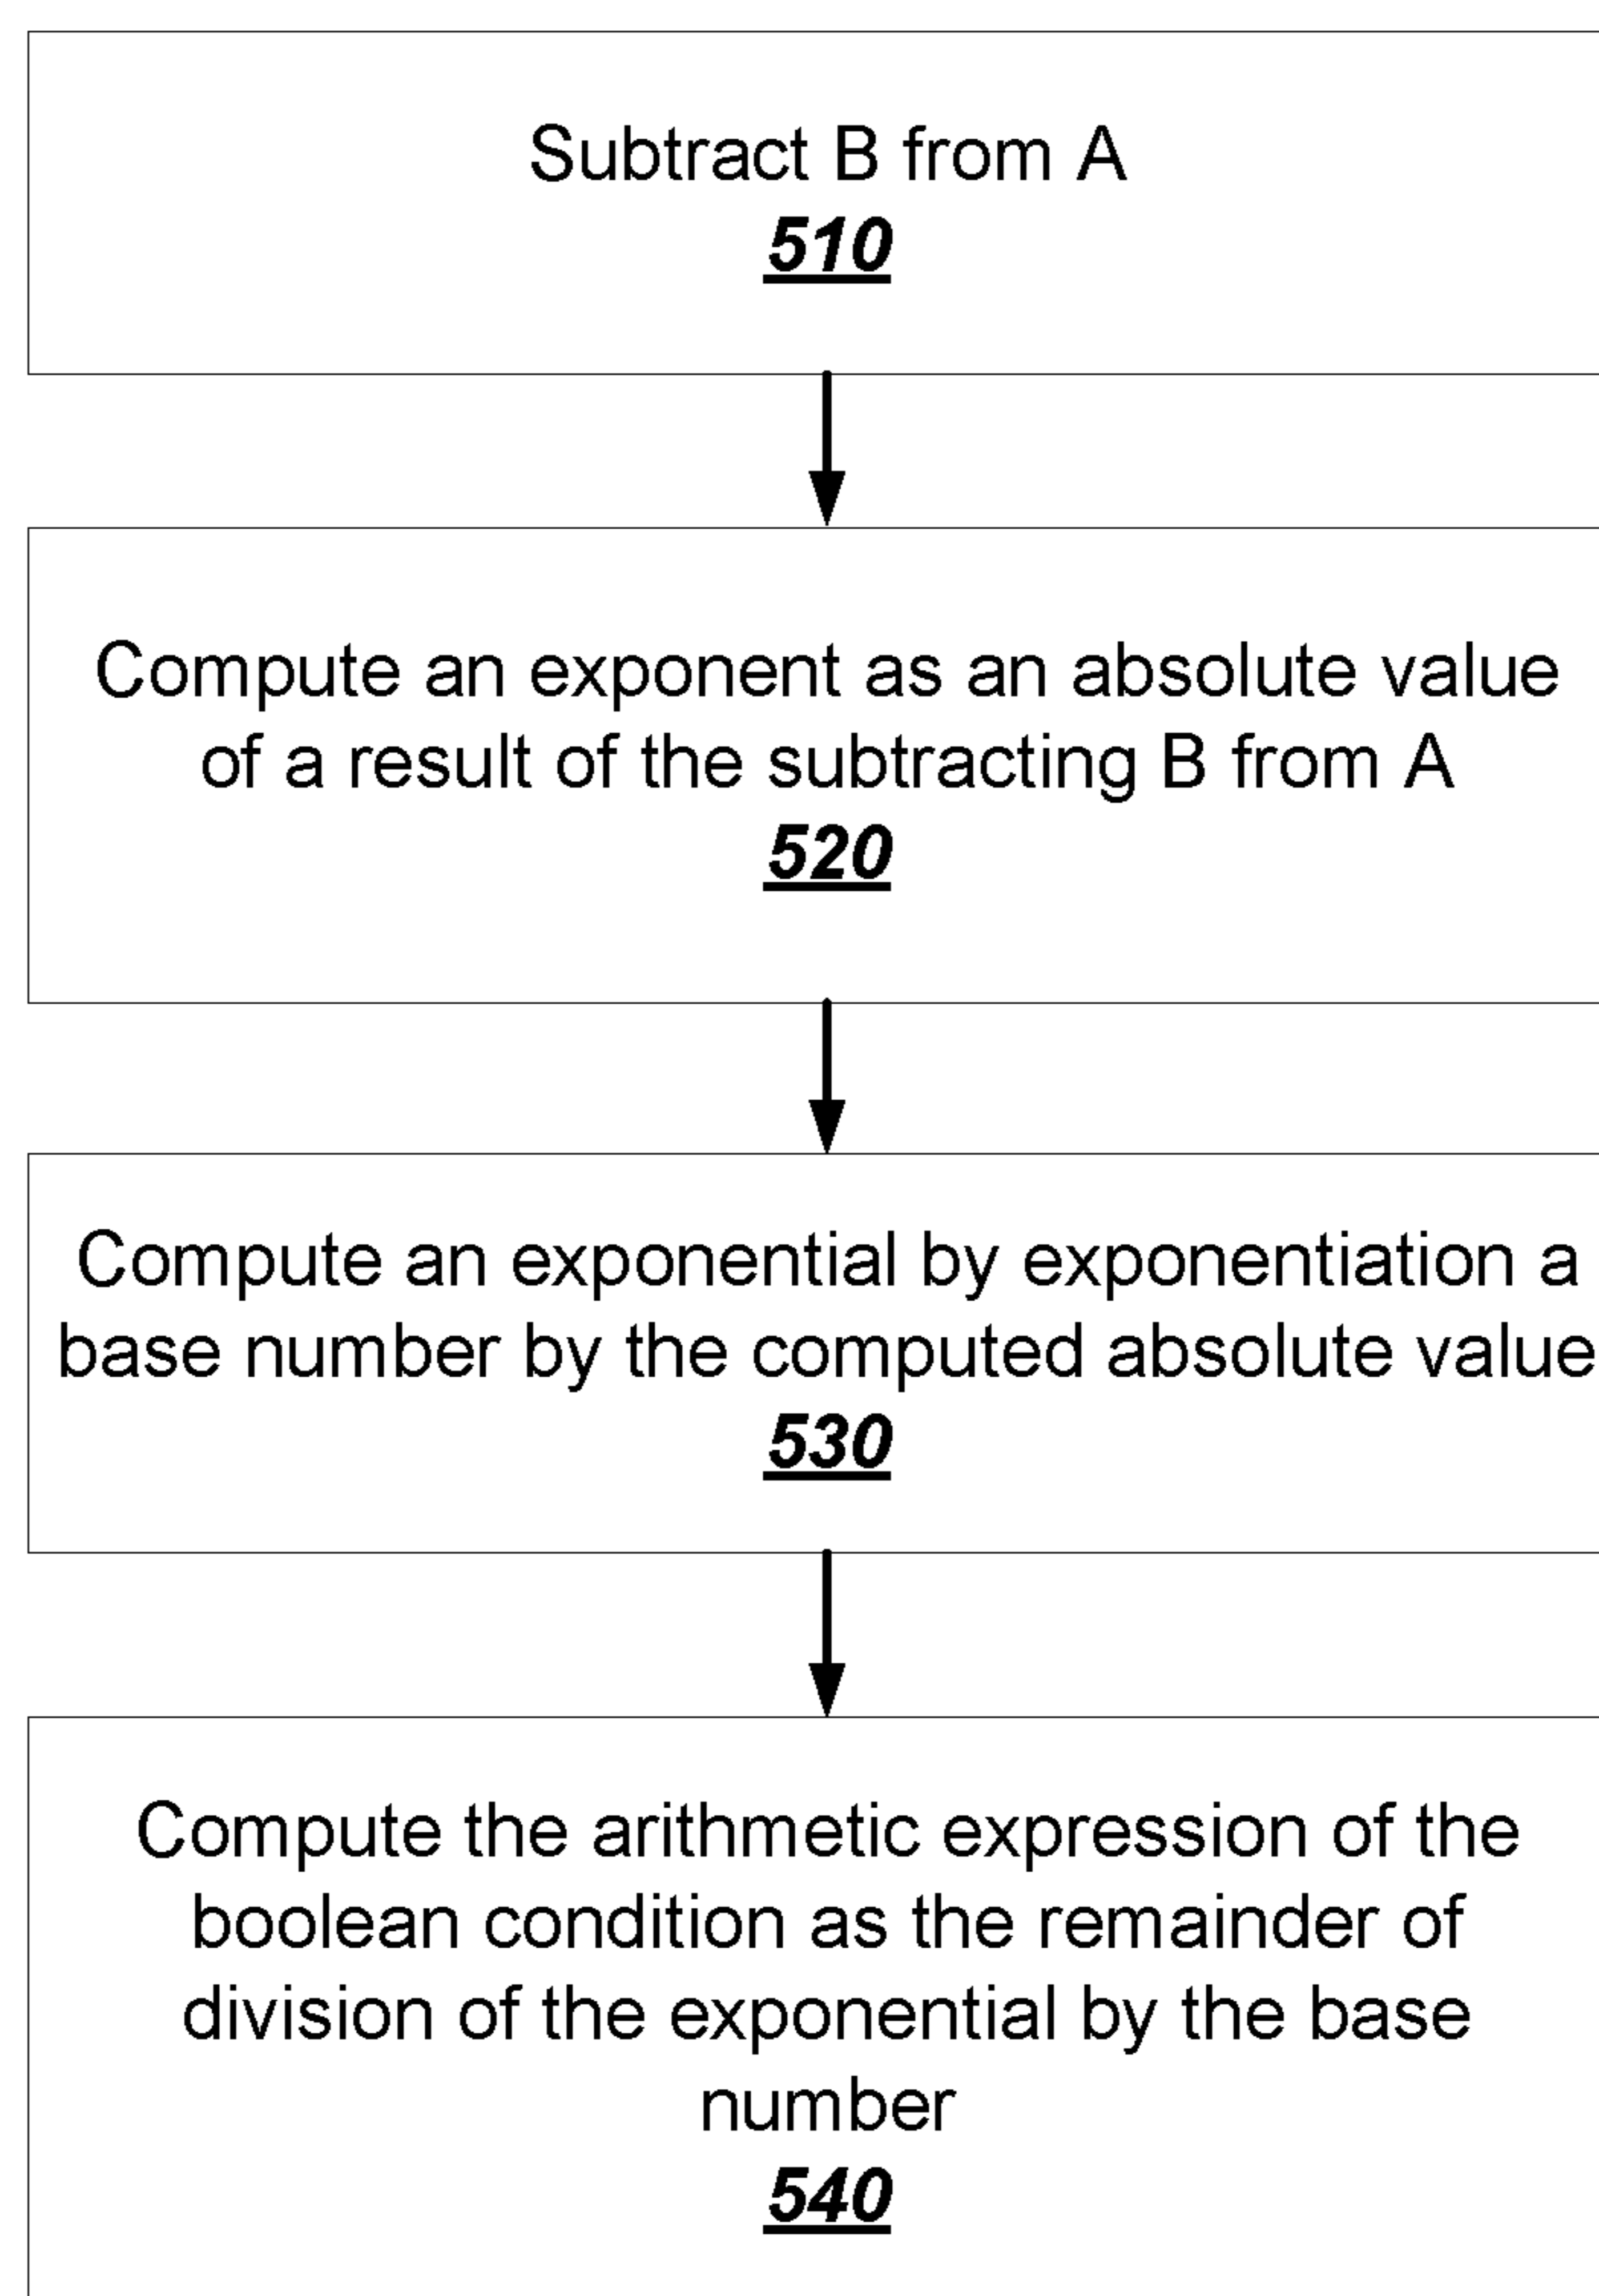 Subtract B from A
510
Compute an exponent as an absolute value
of a result of the subtracting B from A
520
Compute an exponential by exponentiation a
base number by the computed absolute value
530
Compute the arithmetic expression of the
boolean condition as the remainder of
division of the exponential by the base
number
540